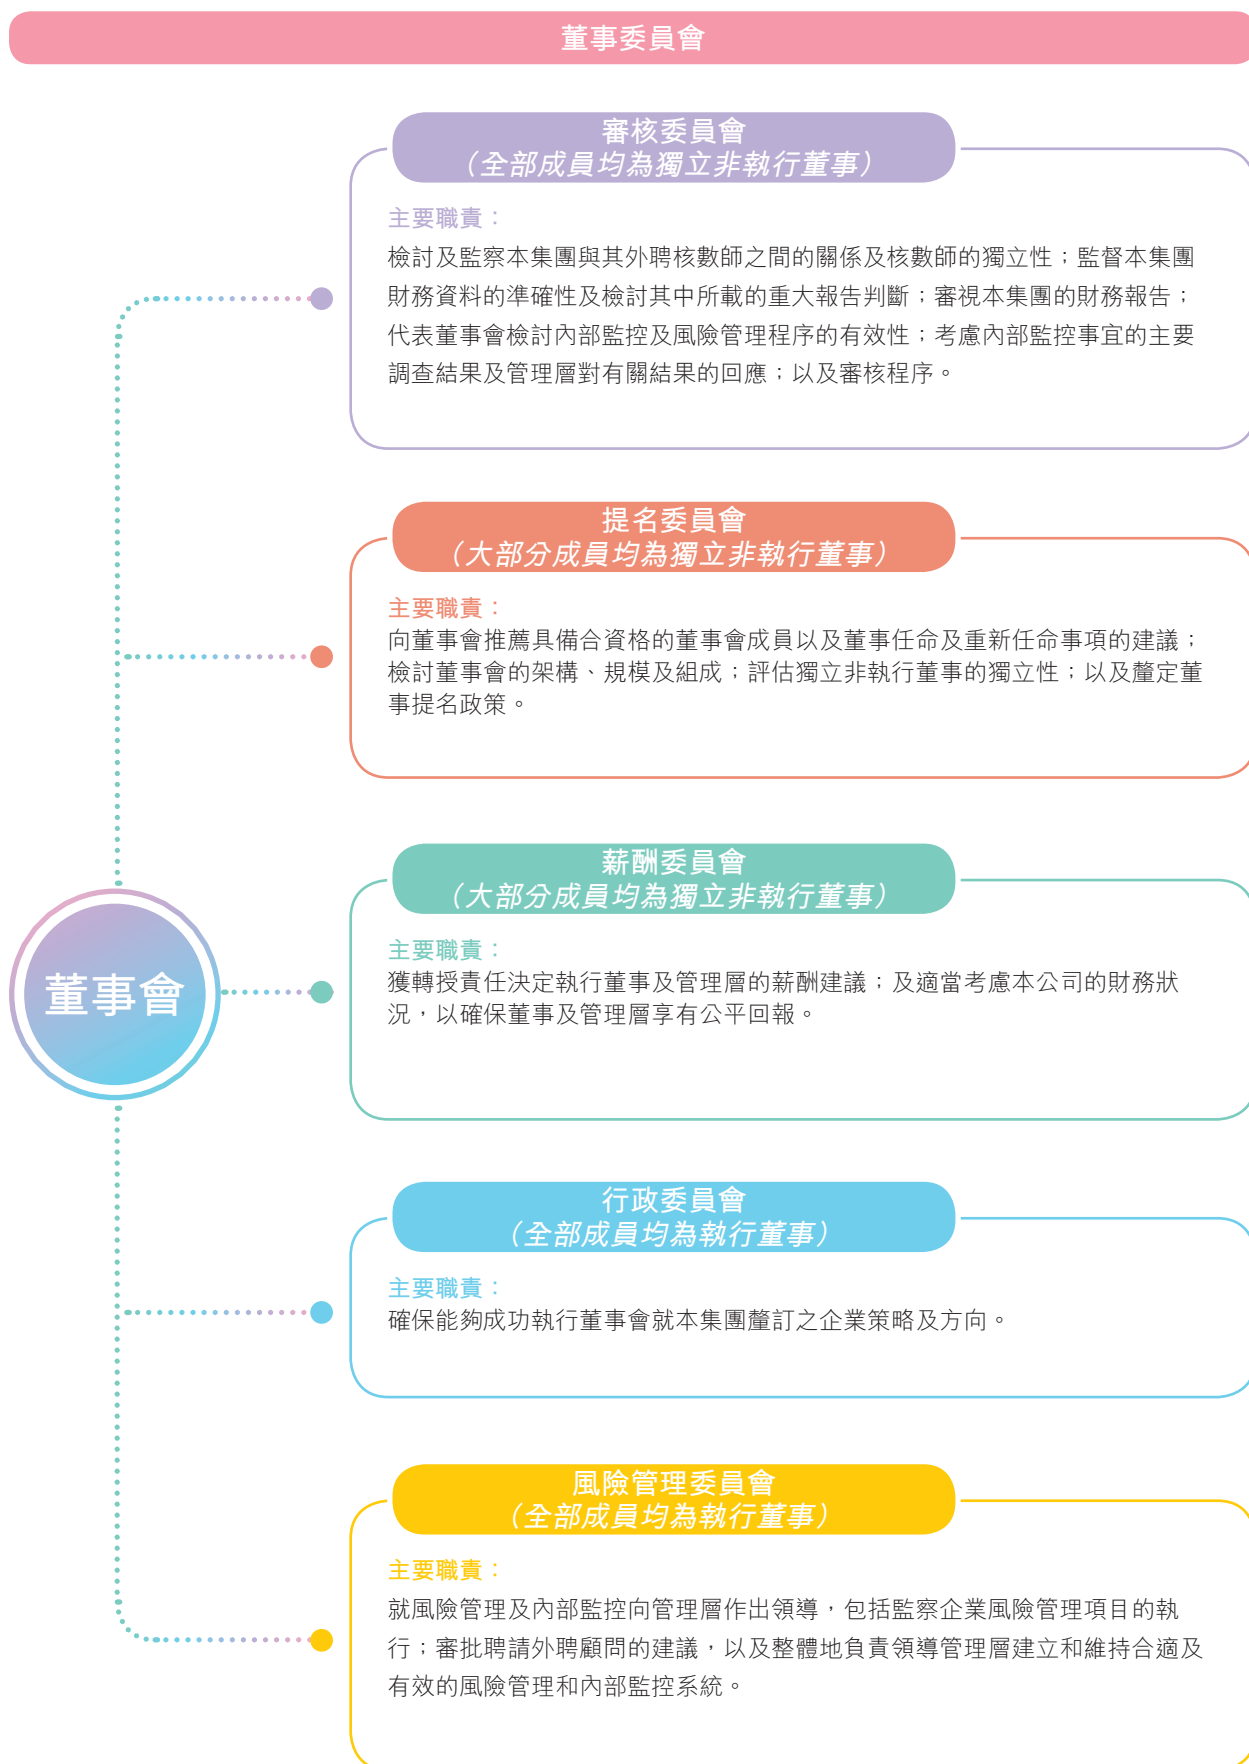 董事委員會
審核委員會
（全部成員均為獨立非執行董事）
主要職責：
檢討及監察本集團與其外聘核數師之間的關係及核數師的獨立性；監督本集團
財務資料的準確性及檢討其中所載的重大報告判斷；審視本集團的財務報告；
代表董事會檢討內部監控及風險管理程序的有效性；考慮內部監控事宜的主要
調查結果及管理層對有關結果的回應；以及審核程序。
提名委員會
（大部分成員均為獨立非執行董事）
主要職責：
向董事會推薦具備合資格的董事會成員以及董事任命及重新任命事項的建議；
檢討董事會的架構、規模及組成；評估獨立非執行董事的獨立性；以及釐定董
事提名政策。
薪酬委員會
（大部分成員均為獨立非執行董事）
主要職責：
獲轉授責任決定執行董事及管理層的薪酬建議；及適當考慮本公司的財務狀
況，以確保董事及管理層享有公平回報。
董事會
行政委員會
（全部成員均為執行董事）
主要職責：
確保能夠成功執行董事會就本集團釐訂之企業策略及方向。
風險管理委員會
（全部成員均為執行董事）
主要職責：
就風險管理及內部監控向管理層作出領導，包括監察企業風險管理項目的執
行；審批聘請外聘顧問的建議，以及整體地負責領導管理層建立和維持合適及
有效的風險管理和內部監控系統。